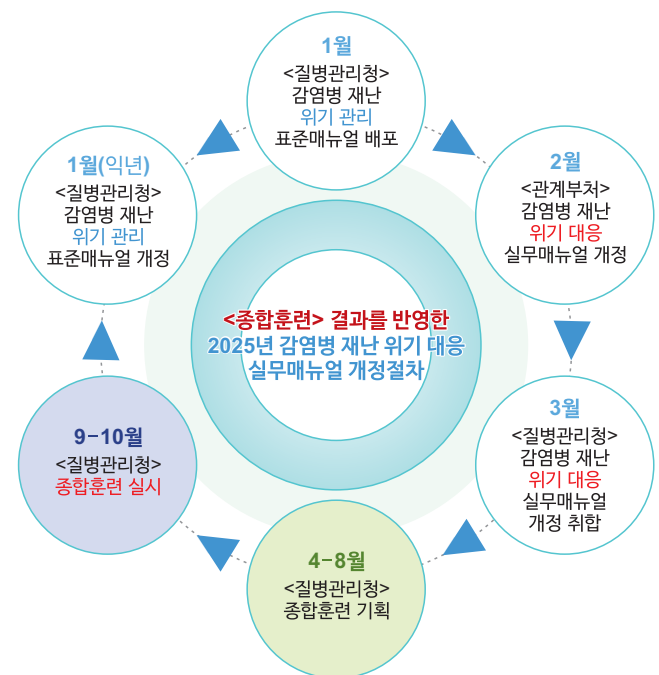 1월
<질병관리청>
감염병 재난
위기 관리
표준매뉴얼 배포
2월
<관계부처>
감염병 재난
위기 대응
실무매뉴얼 개정
3월
<질병관리청>
감염병 재난
위기 대응
실무매뉴얼
개정 취합
4-8월
<질병관리청>
종합훈련 기획
9-10월
<질병관리청>
종합훈련 실시
1월(익년)
<질병관리청>
감염병 재난
위기 관리
표준매뉴얼 개정
<종합훈련> 결과를 반영한
2025년 감염병 재난 위기 대응
실무매뉴얼 개정절차